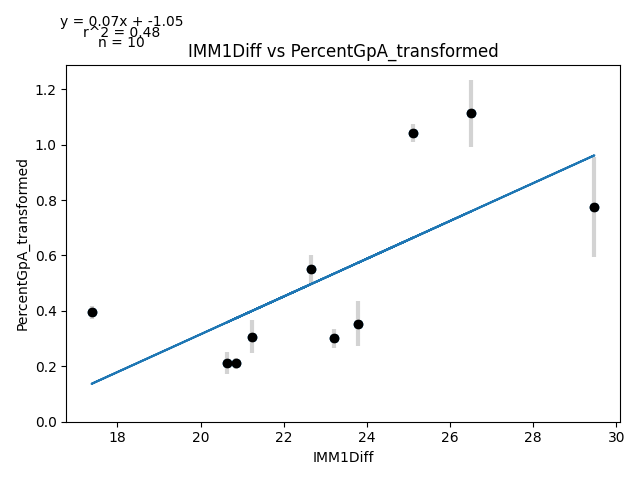 y = 0.07x + -1.05
r^2 = 0.48
n = 10
IMM1Diff vs PercentGpA_transformed
PercentGpA_transformed
1.2
1.0
0.8
0.6
0.4
0.2
0.0
18
20
22
24
26
28
30
IMM1Diff